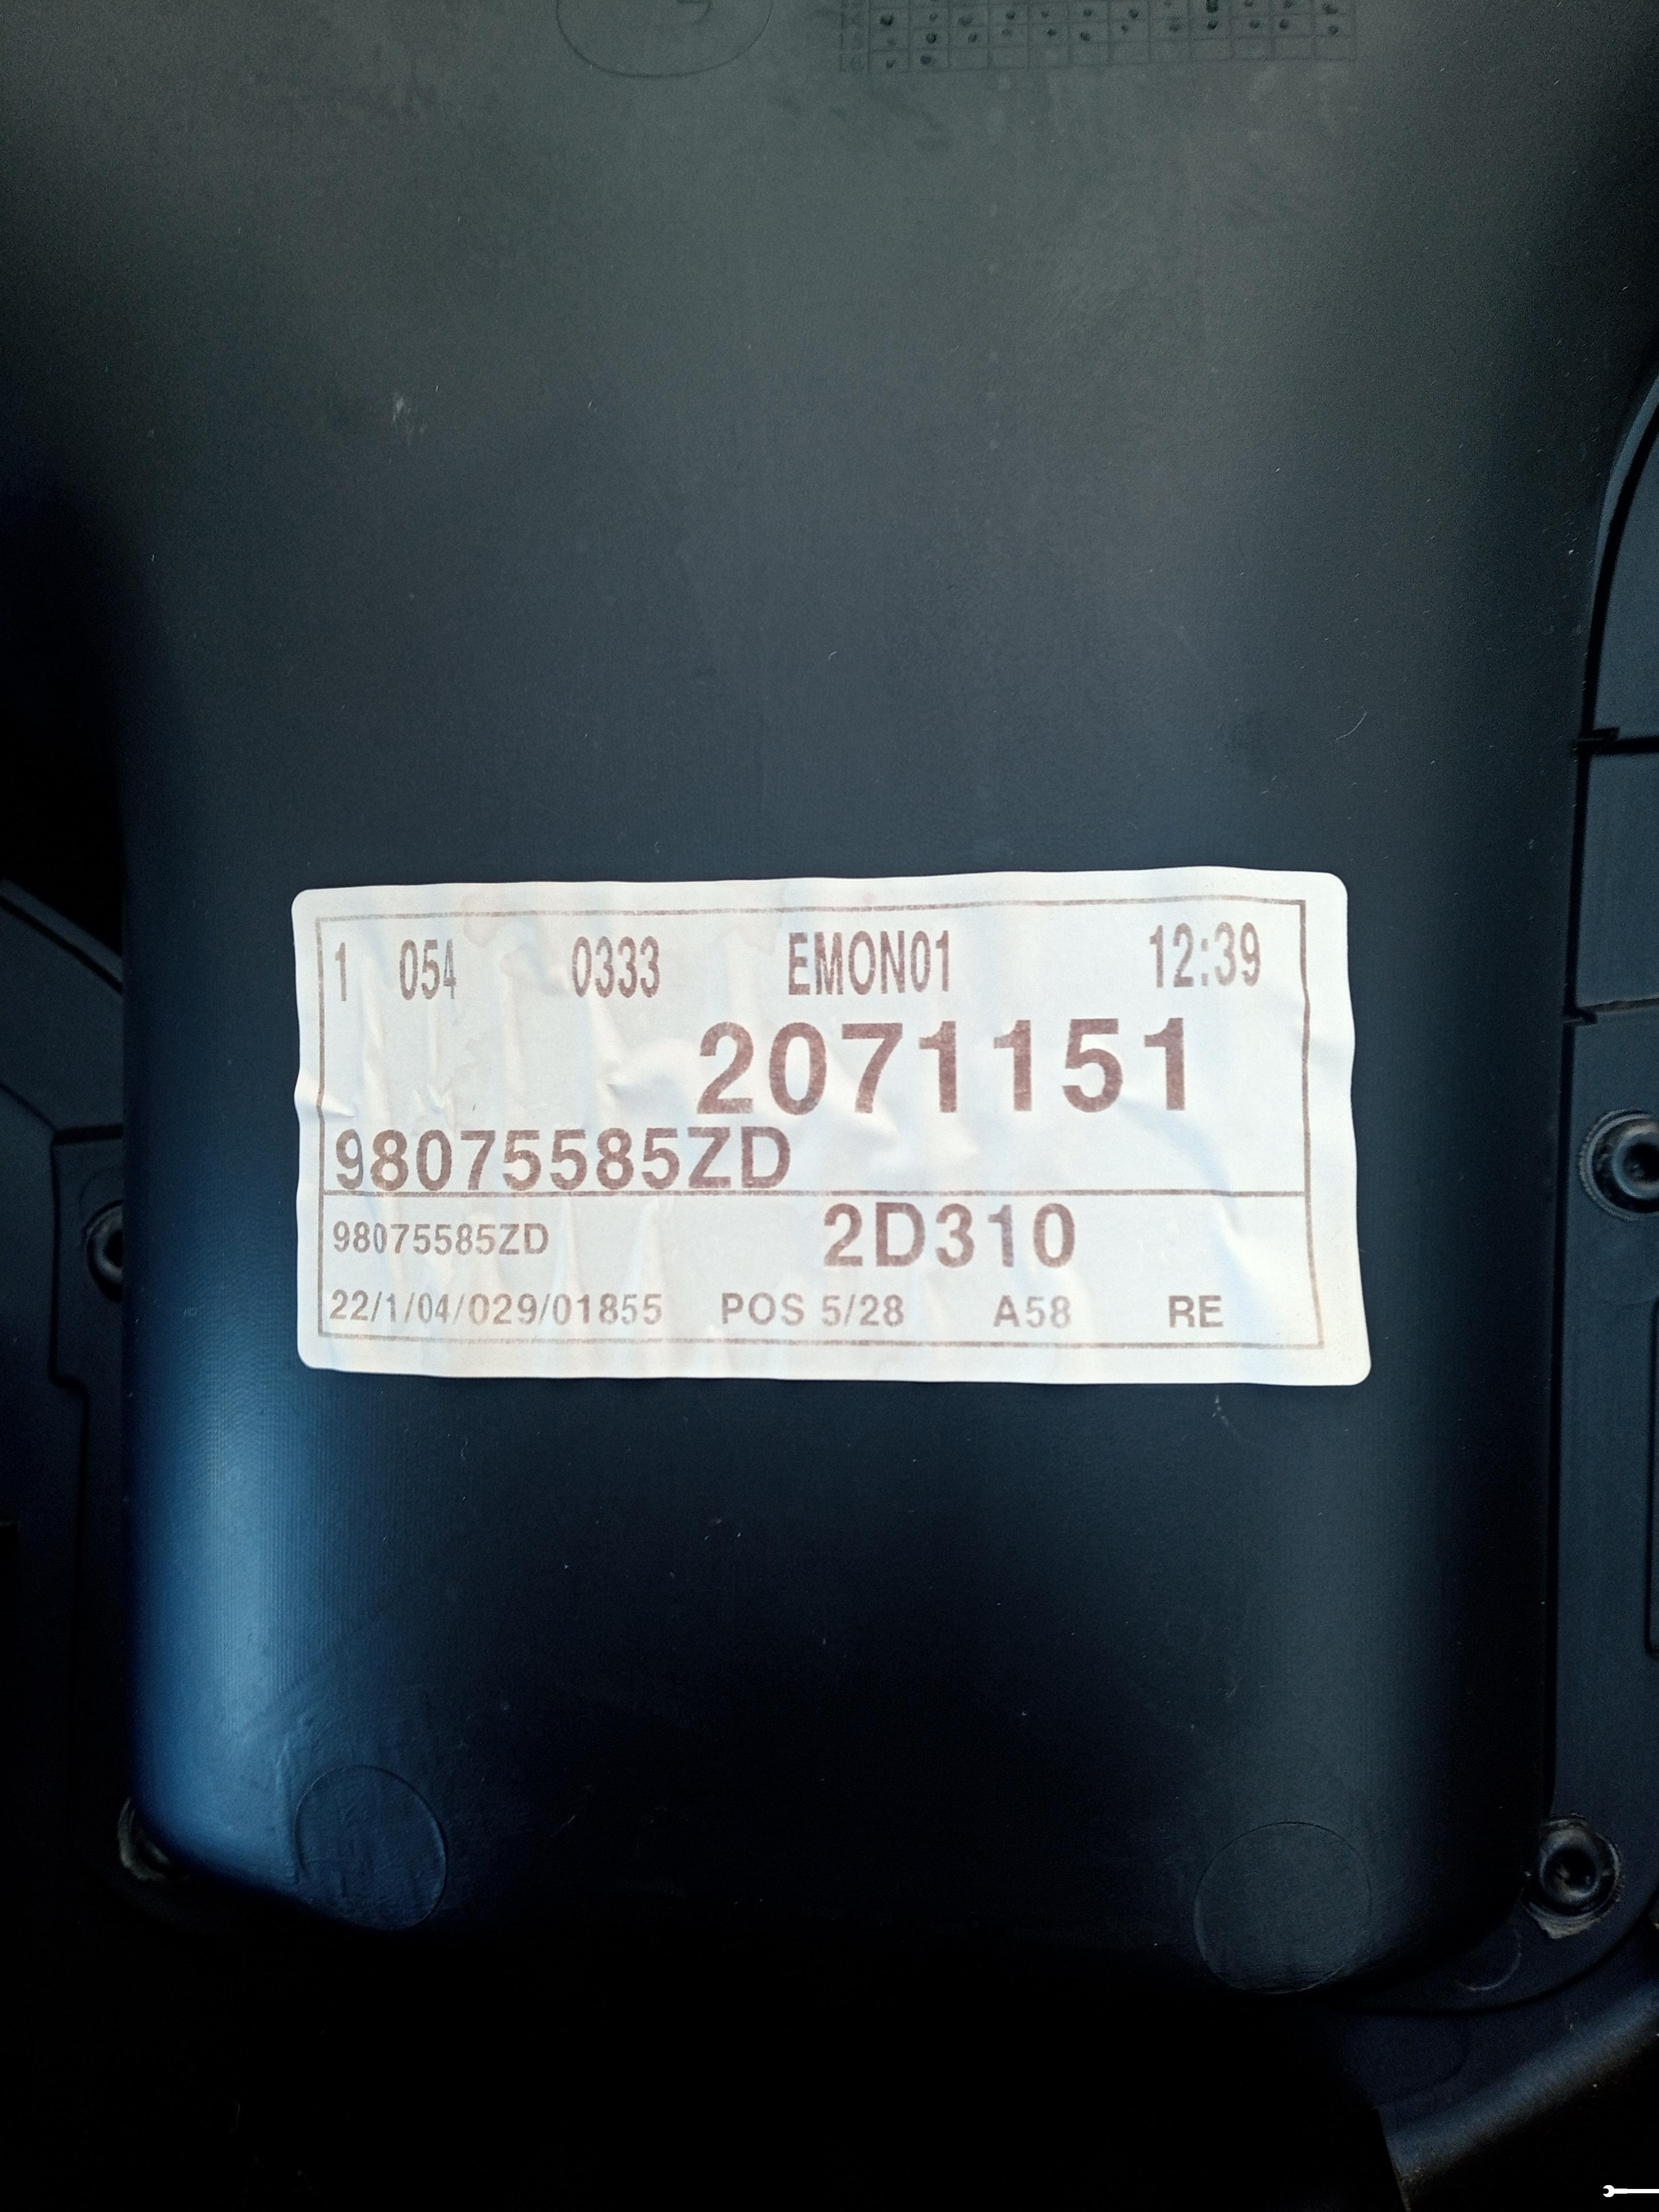 1 054 0333 EMON01 12:39
2071151
98075585ZD
98075585ZD 2D310
22/1/04/029/01855 POS 5/28 A58 RE